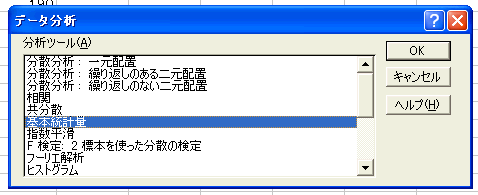 190
データ分析
分析ツール(A)
分散分析： 一元配置
分散分析： 繰り返しのある二元配置
分散分析： 繰り返しのない二元配置
相関
共分散
基本統計量
指数平滑
F 検定: 2 標本を使った分散の検定
フーリエ解析
ヒストグラム
OK
キャンセル
ヘルプ(H)